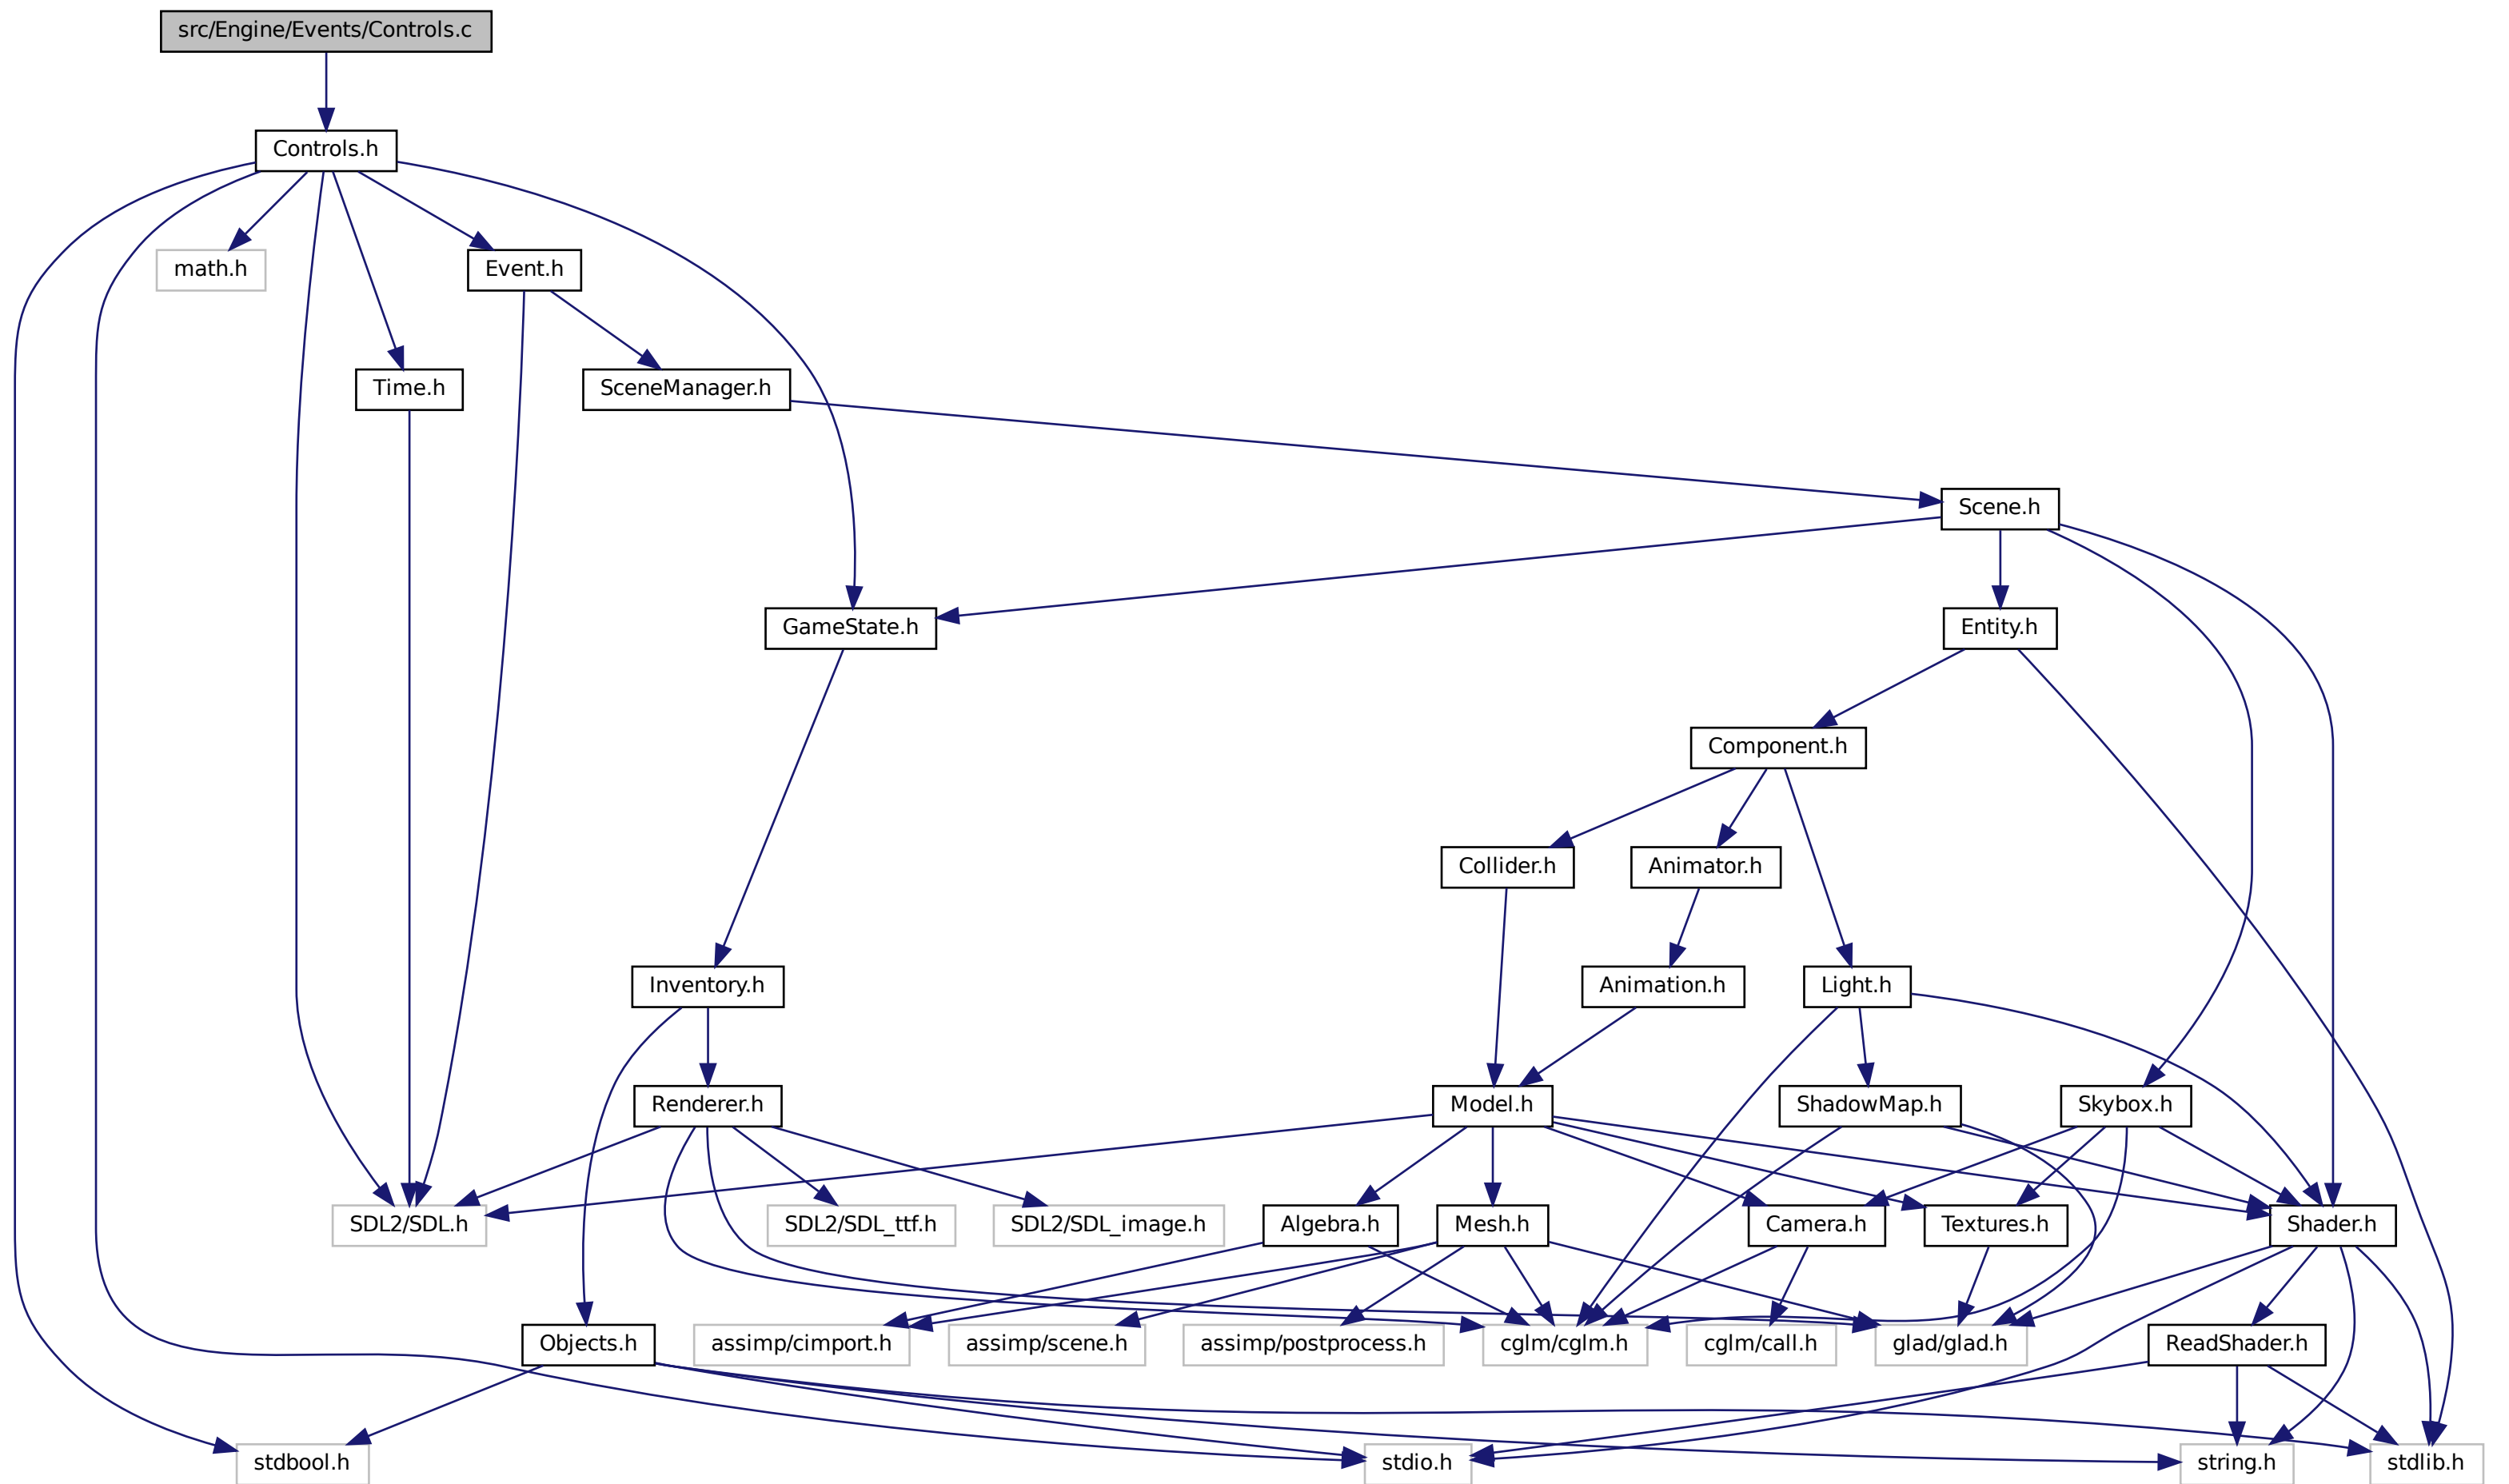 src/Engine/Events/Controls.c
Controls.h
math.h
Event.h
Time.h
SceneManager.h
Scene.h
GameState.h
Entity.h
Component.h
Collider.h
Animator.h
Inventory.h
Animation.h
Light.h
Renderer.h
Model.h
ShadowMap.h
Skybox.h
SDL2/SDL.h
SDL2/SDL_ttf.h
SDL2/SDL_image.h
Algebra.h
Mesh.h
Camera.h
Textures.h
Shader.h
Objects.h
assimp/cimport.h
assimp/scene.h
assimp/postprocess.h
cglm/cglm.h
cglm/call.h
glad/glad.h
ReadShader.h
stdbool.h
stdio.h
string.h
stdlib.h